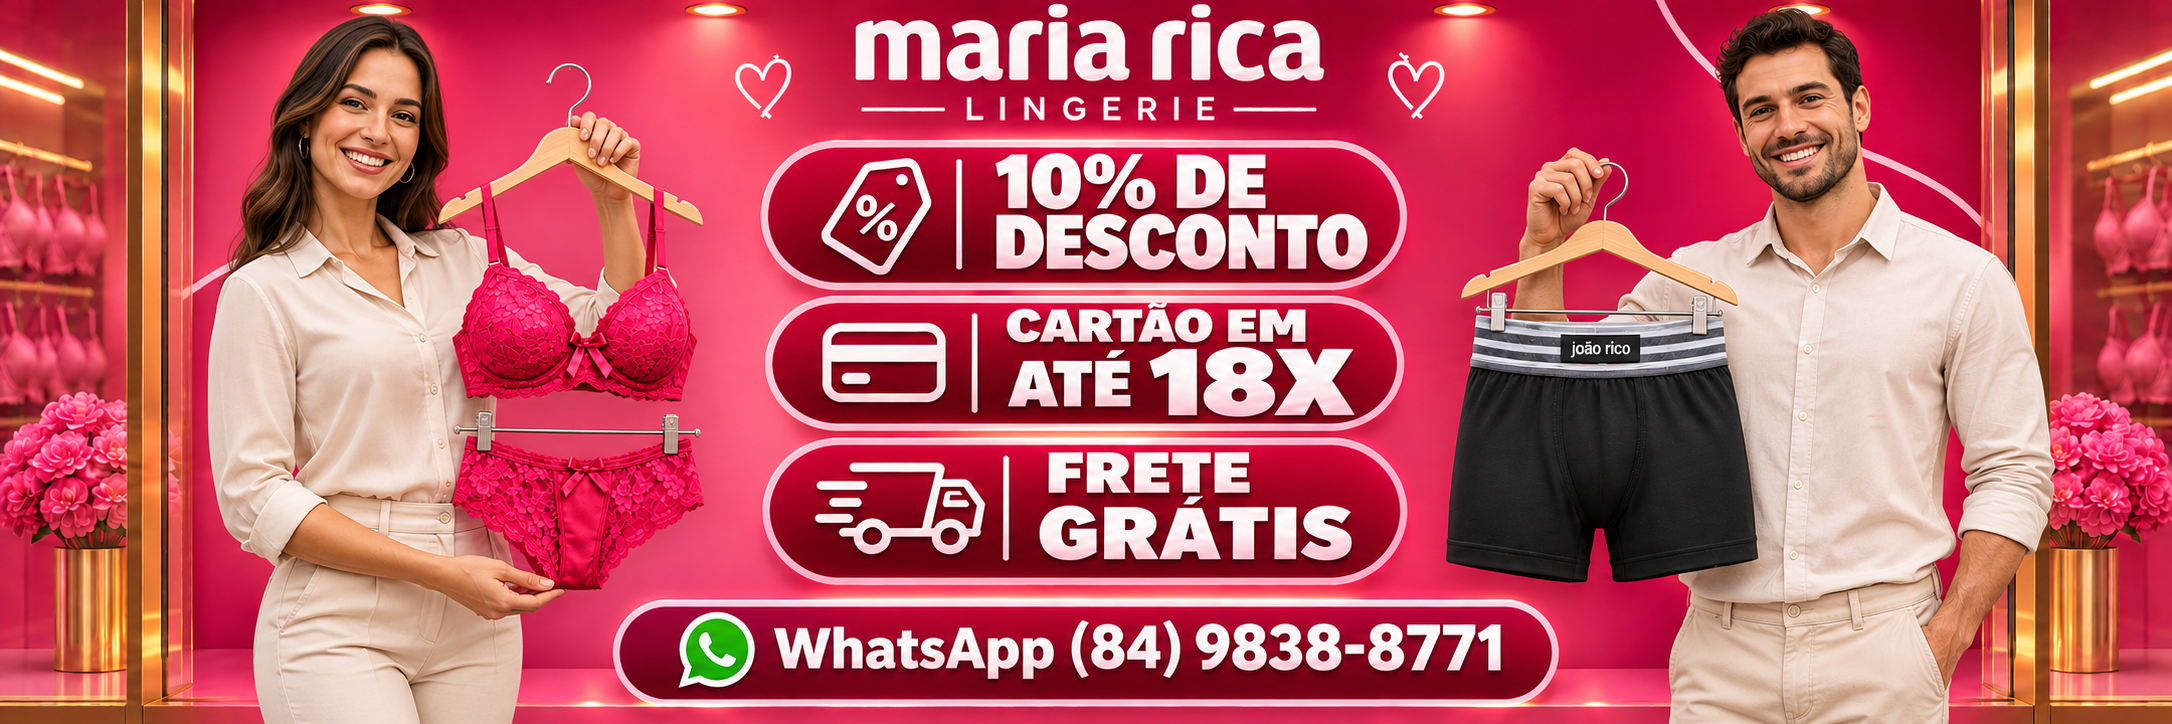 maria rica
LINGERIE
%
10% DE
DESCONTO
CARTÃO EM
ATÉ 18X
FRETE
GRÁTIS
WhatsApp (84) 9838-8771
joão rico